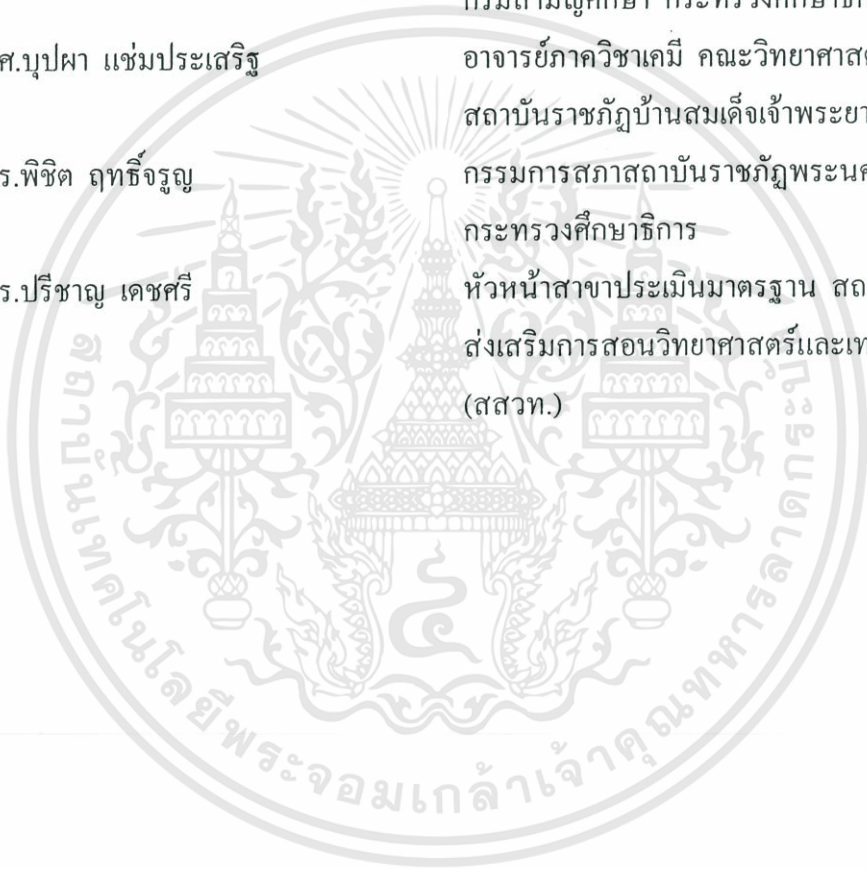 ศ.บุปผา แช่มประเสริฐ อาจารย์ภาควิชาเคมี คณะวิทยาศาส
สถาบันราชภัฏบ้านสมเด็จเจ้าพระยา
ร.พิชิต ฤทธิ์จรูญ กรรมการสภาสถาบันราชภัฏพระนค
กระทรวงศึกษาธิการ
ร.ปรีชาญ เดชศรี หัวหน้าสาขาประเมินมาตรฐาน สถ
ส่งเสริมการสอนวิทยาศาสตร์และเท
(สสวท.)
สถาบันเทคโนโลยีพระจอมเกล้าเจ้าคุณทหารลาดกระบัง